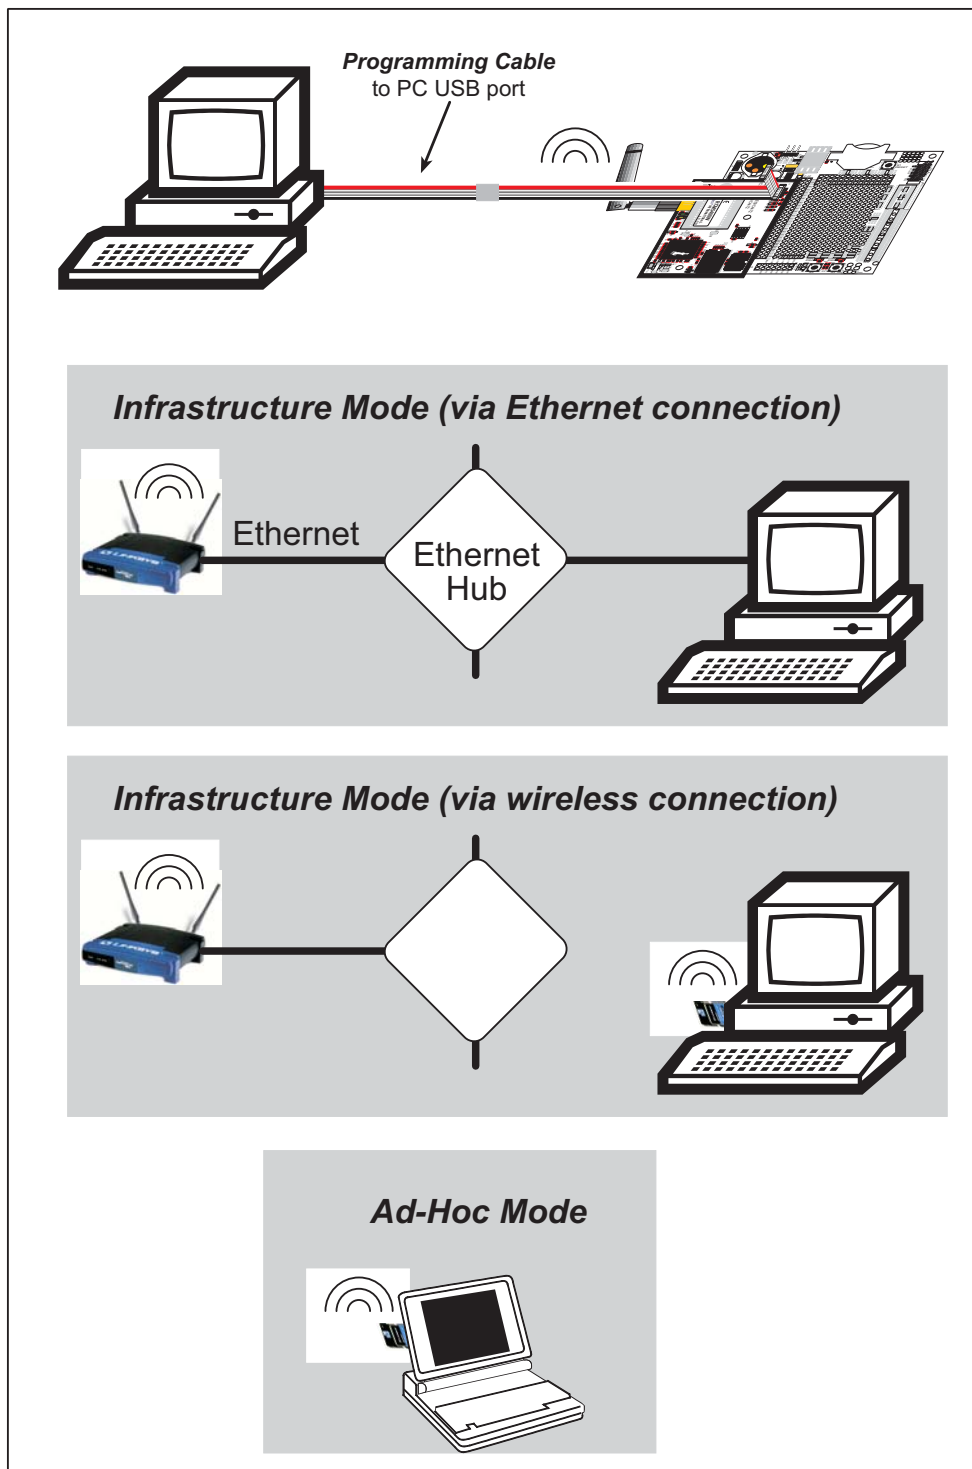 Programming Cable
to PC USB port
Infrastructure Mode (via Ethernet connection)
Ethernet
Ethernet
Hub
Infrastructure Mode (via wireless connection)
Ad-Hoc Mode